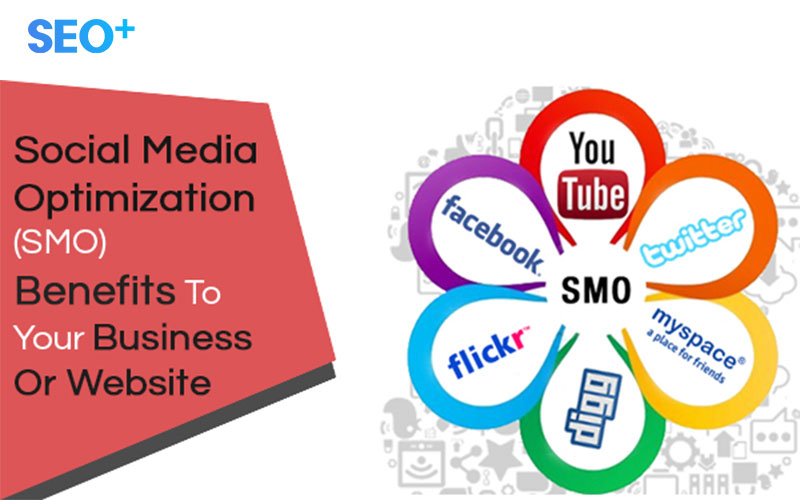 SEO+
Social Media
Optimization
(SMO)
Benefits To
Your Business
Or Website
You
Tube
facebook.
twitter
SMO
flickr™
myspace®
a place for friends
digg